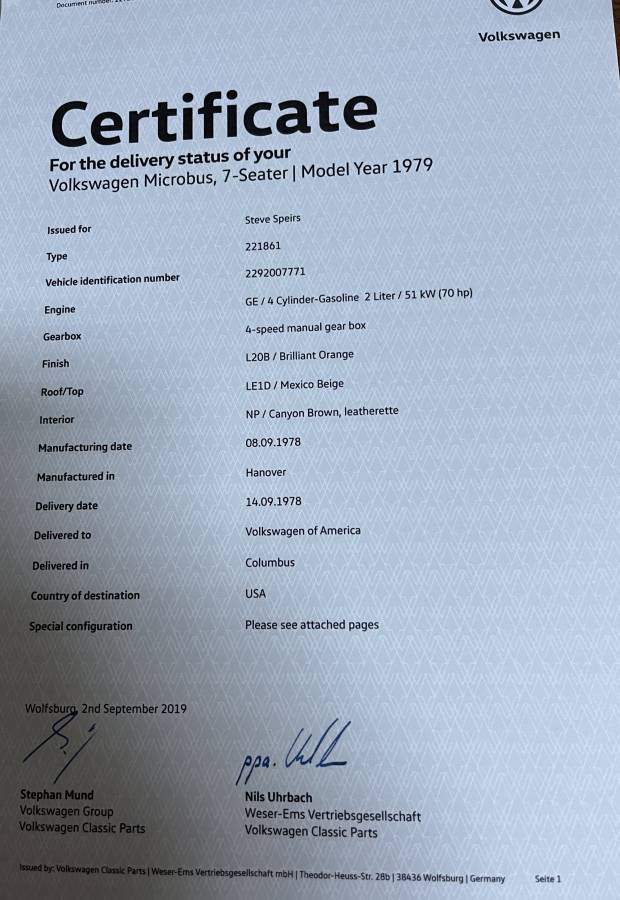 Document number:
Volkswagen
Certificate
For the delivery status of your
Volkswagen Microbus, 7-Seater | Model Year 1979
Issued for Steve Speirs
Type 221861
Vehicle identification number 2292007771
Engine GE / 4 Cylinder-Gasoline 2 Liter / 51 kW (70 hp)
Gearbox 4-speed manual gear box
Finish L20B / Brilliant Orange
Roof/Top LE1D / Mexico Beige
Interior NP / Canyon Brown, leatherette
Manufacturing date 08.09.1978
Manufactured in Hanover
Delivery date 14.09.1978
Delivered to Volkswagen of America
Delivered in Columbus
Country of destination USA
Special configuration Please see attached pages
Wolfsburg, 2nd September 2019
ppa.
Stephan Mund
Volkswagen Group
Volkswagen Classic Parts
Nils Uhrbach
Weser-Ems Vertriebsgesellschaft
Volkswagen Classic Parts
Issued by: Volkswagen Classic Parts | Weser-Ems Vertriebsgesellschaft mbH | Theodor-Heuss-Str. 28b | 38436 Wolfsburg | Germany Seite 1